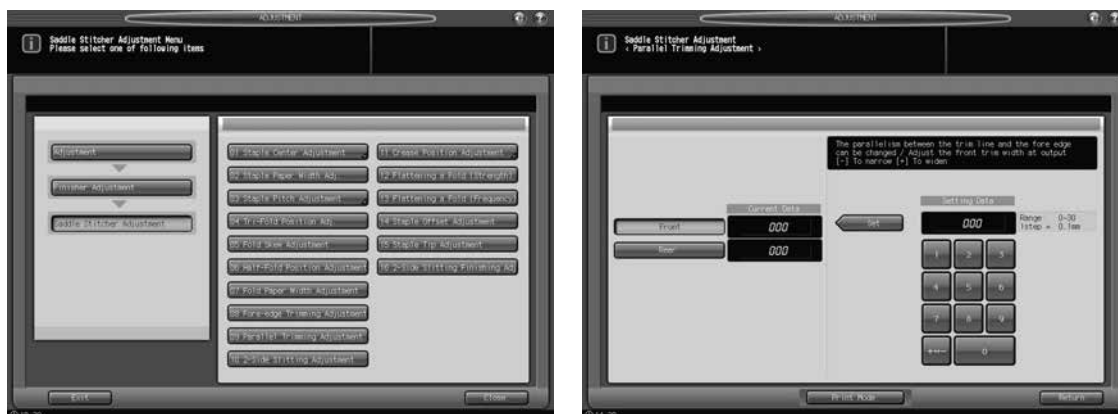 ADJUSTMENT
Saddle Stitcher Adjustment Menu
Please select one of following items
Adjustment
Finisher Adjustment
Saddle Stitcher Adjustment
01 Staple Center Adjustment
02 Staple Paper Width Adj.
03 Staple Pitch Adjustment
04 Tri-Fold Position Adj.
05 Fold Skew Adjustment
06 Half-Fold Position Adjustment
07 Fold Paper Width Adjustment
08 Fore-edge Trimming Adjustment
09 Parallel Trimming Adjustment
10 2-Side Slitting Adjustment
11 Crease Position Adjustment
12 Flattening a Fold (Strength)
13 Flattening a Fold (Frequency)
14 Staple Offset Adjustment
15 Staple Tip Adjustment
16 2-Side Slitting Finishing Adj
Exit
Close
ADJUSTMENT
Saddle Stitcher Adjustment
< Parallel Trimming Adjustment >
The parallelism between the trim line and the fore edge
can be changed / Adjust the front trim width at output
[-] To narrow [+] To widen
Current Data
Front
000
Rear
000
Set
Setting Data
000
Range 0~30
1step = 0.1mm
1 2 3
4 5 6
7 8 9
0
Print Mode
Return